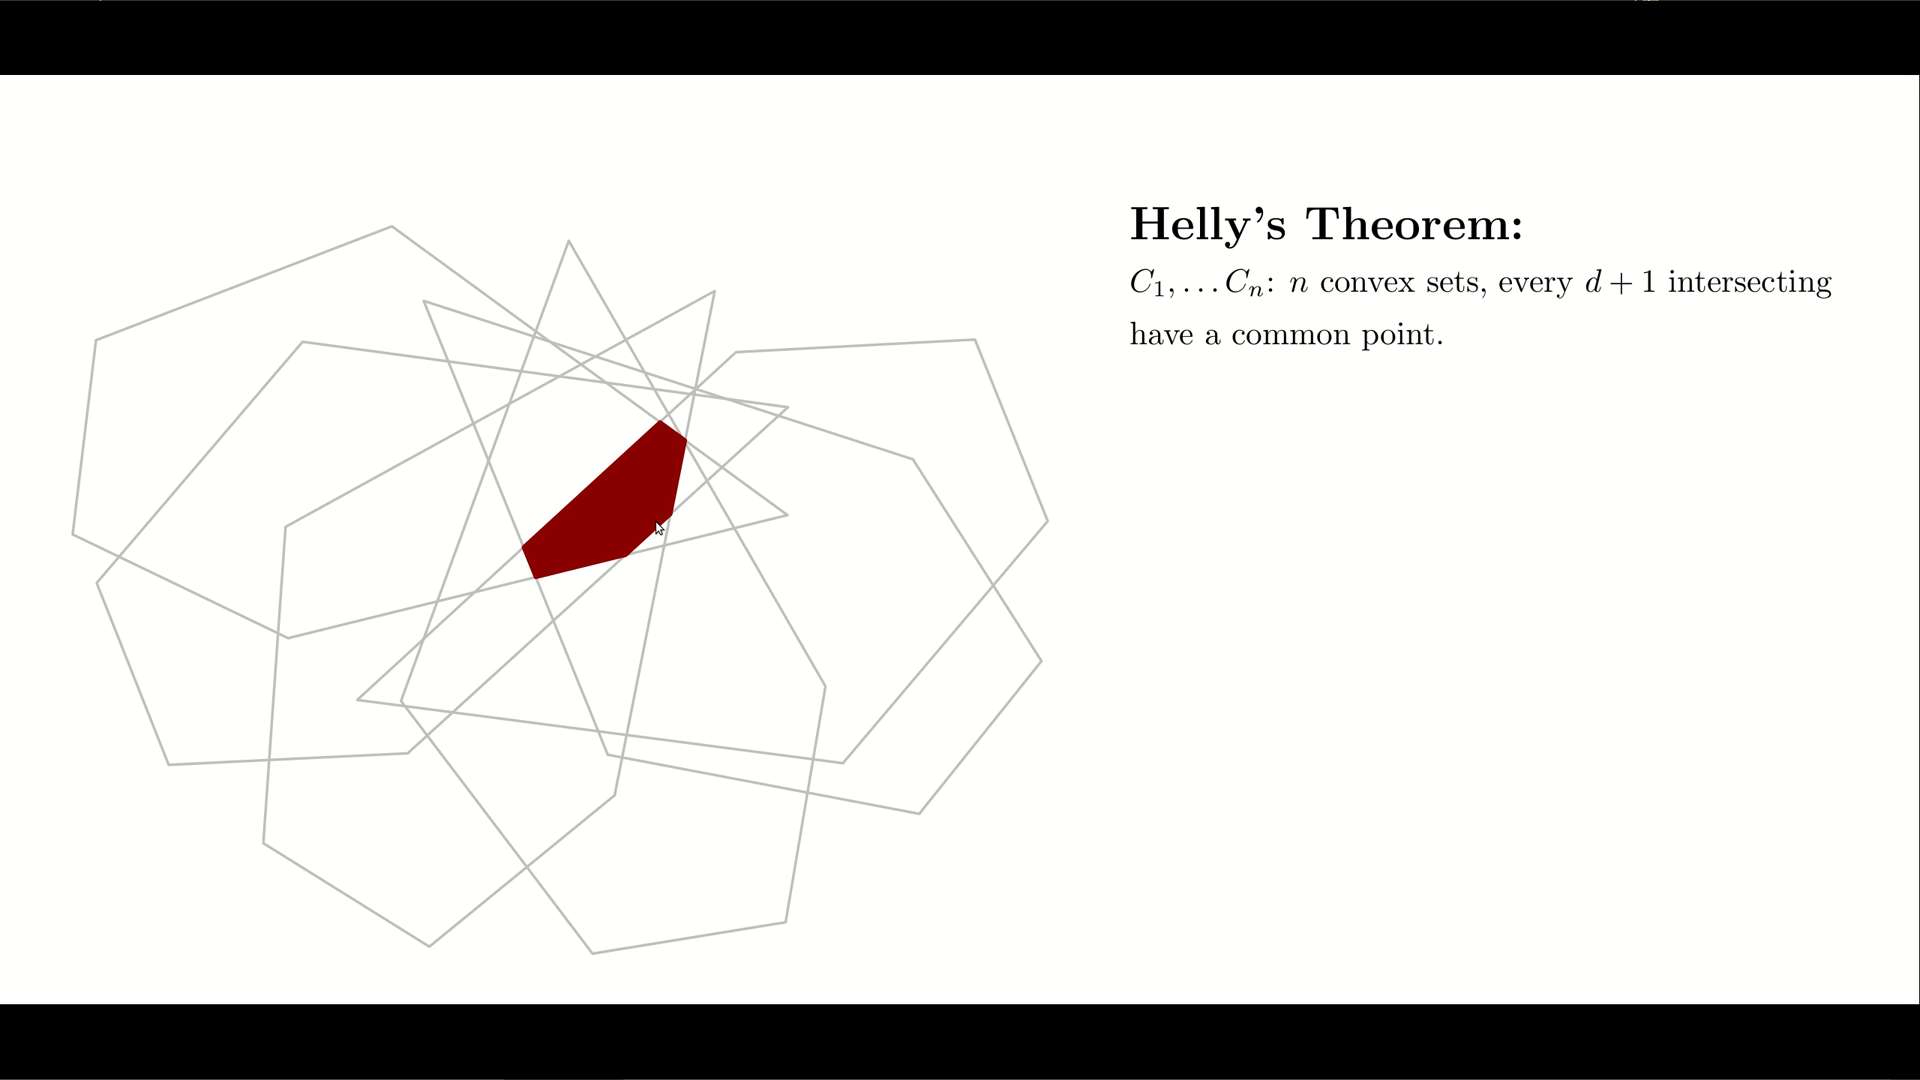 Helly's Theorem:
C₁, … Cₙ: n convex sets, every d + 1 intersecting
have a common point.